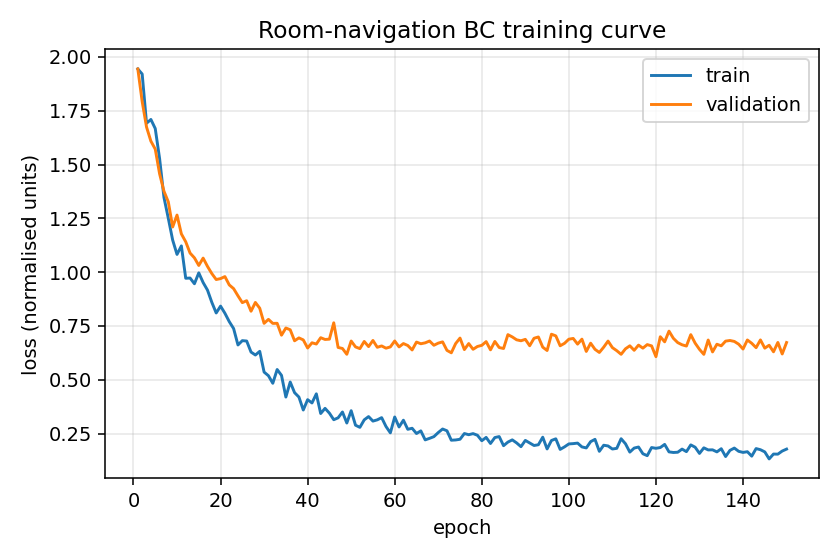 Room-navigation BC training curve
train
validation
loss (normalised units)
2.00
1.75
1.50
1.25
1.00
0.75
0.50
0.25
0 20 40 60 80 100 120 140
epoch